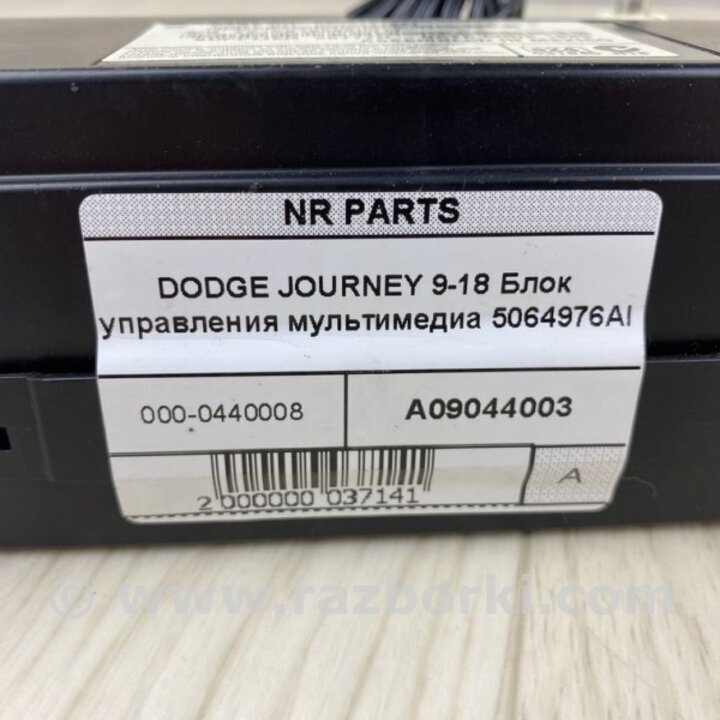 NR PARTS
DODGE JOURNEY 9-18 Блок
управления мультимедиа 5064976AI
000-0440008
A09044003
2 000000 037141
A
© www.razborki.com